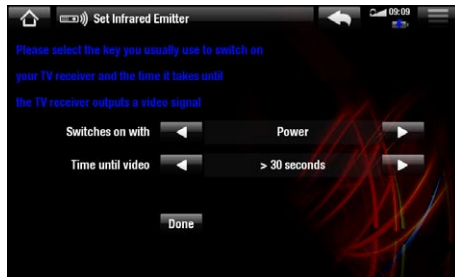 Set Infrared Emitter
09:09
Please select the key you usually use to switch on
your TV receiver and the time it takes until
the TV receiver outputs a video signal
Switches on with Power
Time until video > 30 seconds
Done